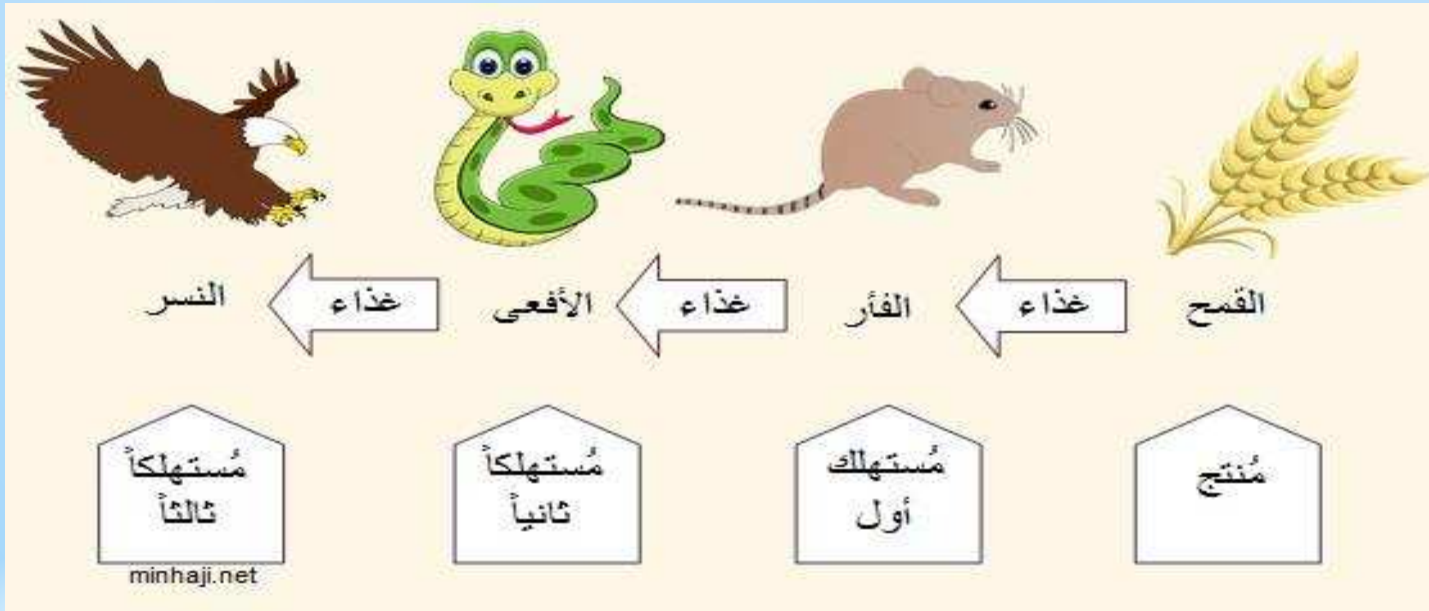 القمح غذاء الفأر غذاء الأفعى غذاء النسر
مُنتج
مُستهلك
أول
مُستهلكاً
ثانياً
مُستهلكاً
ثالثاً
minhaji.net